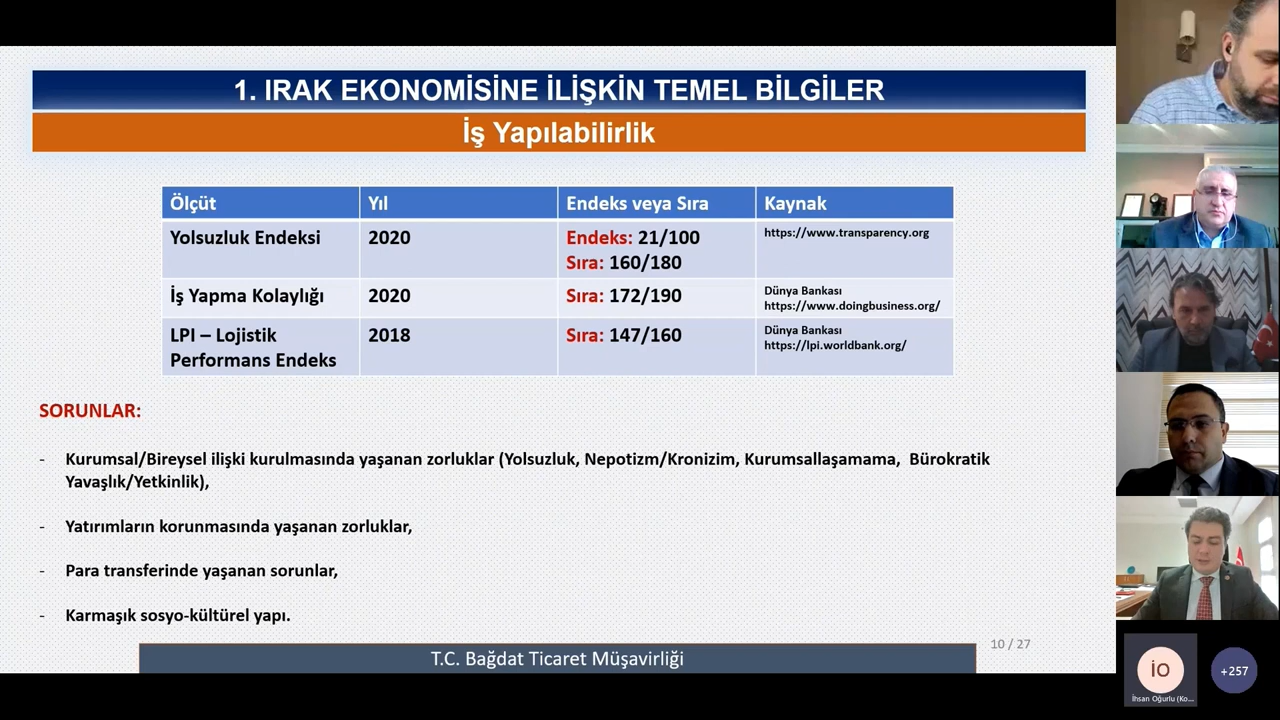 1. IRAK EKONOMİSİNE İLİŞKİN TEMEL BİLGİLER
İş Yapılabilirlik
Ölçüt Yıl Endeks veya Sıra Kaynak
Yolsuzluk Endeksi 2020 Endeks: 21/100 https://www.transparency.org
Sıra: 160/180
İş Yapma Kolaylığı 2020 Sıra: 172/190 Dünya Bankası
https://www.doingbusiness.org/
LPI – Lojistik 2018 Sıra: 147/160 Dünya Bankası
Performans Endeks https://lpi.worldbank.org/
SORUNLAR:
- Kurumsal/Bireysel ilişki kurulmasında yaşanan zorluklar (Yolsuzluk, Nepotizm/Kronizim, Kurumsallaşamama, Bürokratik
Yavaşlık/Yetkinlik),
- Yatırımların korunmasında yaşanan zorluklar,
- Para transferinde yaşanan sorunlar,
- Karmaşık sosyo-kültürel yapı.
10 / 27
T.C. Bağdat Ticaret Müşavirliği
İO
+257
İhsan Oğurlu (Ko...